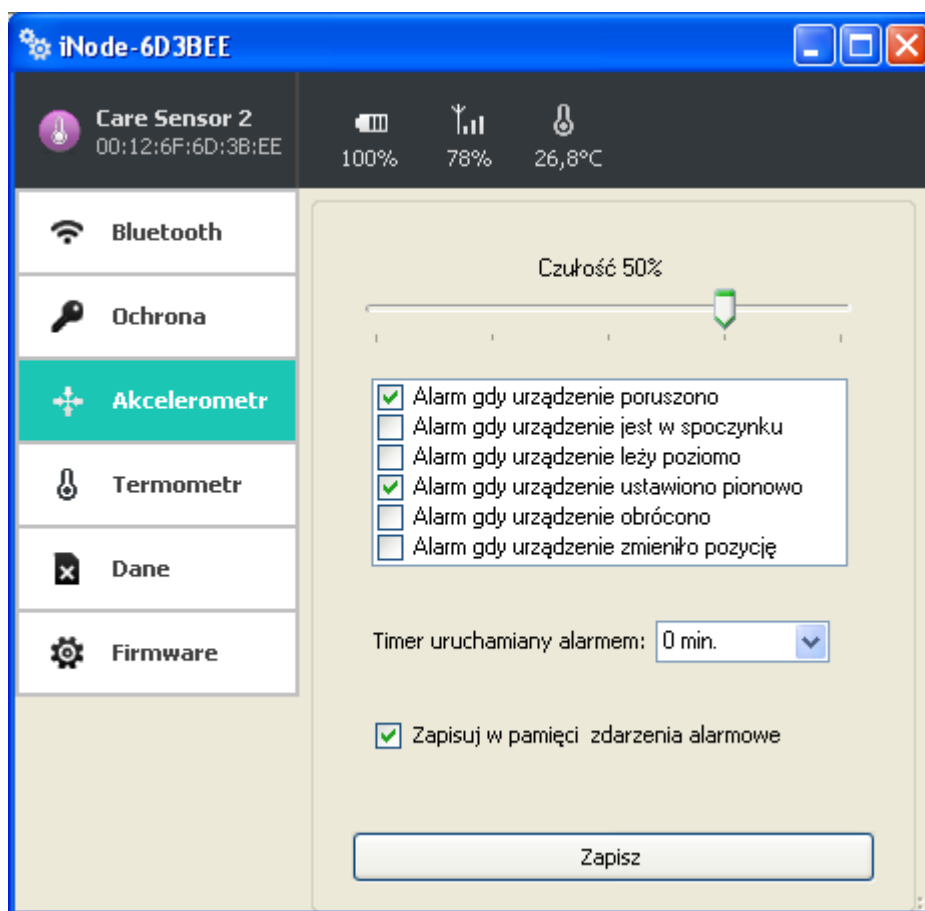 iNode-6D3BEE
Care Sensor 2
00:12:6F:6D:3B:EE
100%
78%
26,8°C
Bluetooth
Ochrona
Akcelerometr
Termometr
Dane
Firmware
Czułość 50%
Alarm gdy urządzenie poruszono
Alarm gdy urządzenie jest w spoczynku
Alarm gdy urządzenie leży poziomo
Alarm gdy urządzenie ustawiono pionowo
Alarm gdy urządzenie obrócono
Alarm gdy urządzenie zmieniło pozycję
Timer uruchamiany alarmem: 0 min.
Zapisuj w pamięci zdarzenia alarmowe
Zapisz